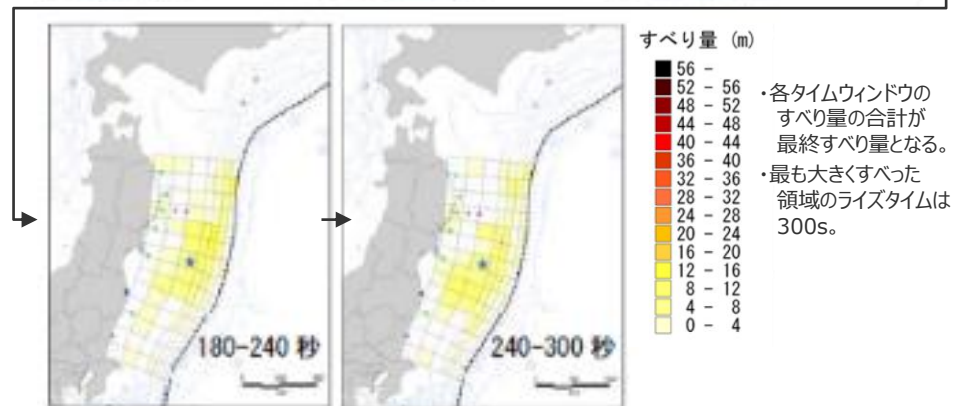 すべり量 (m)
56 -
52 - 56
48 - 52
44 - 48
40 - 44
36 - 40
32 - 36
28 - 32
24 - 28
20 - 24
16 - 20
12 - 16
8 - 12
4 - 8
0 - 4
・各タイムウィンドウの
すべり量の合計が
最終すべり量となる。
・最も大きくすべった
領域のライズタイムは
300s。
180-240 秒
240-300 秒